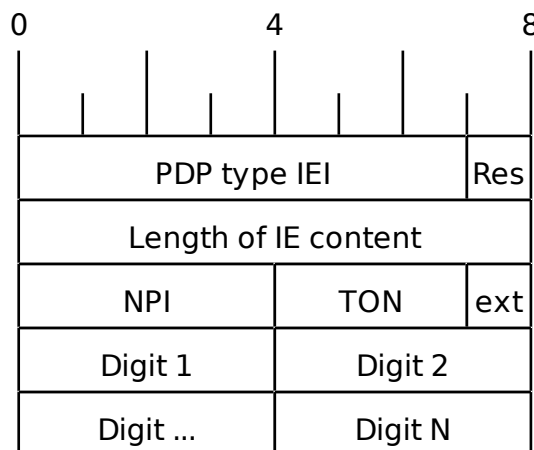 0 4 8
PDP type IEI Res
Length of IE content
NPI TON ext
Digit 1 Digit 2
Digit ... Digit N